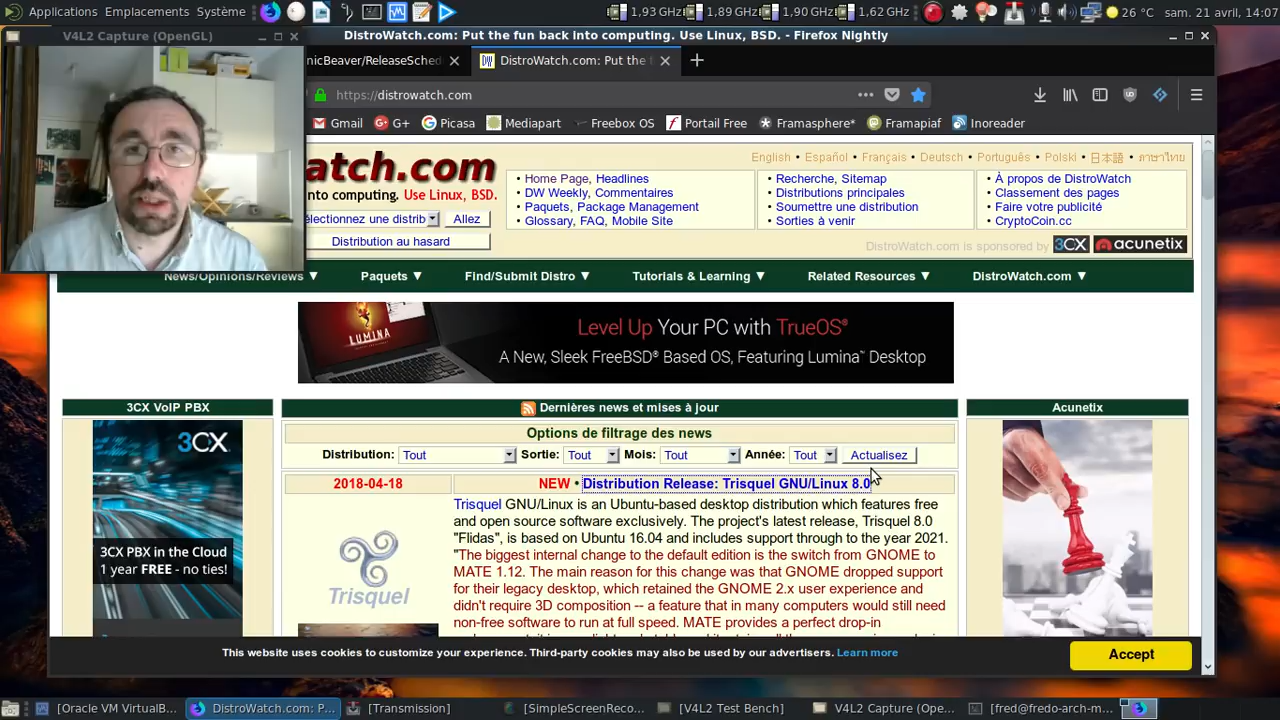 Applications Emplacements Système
1,93 GHz 1,89 GHz 1,90 GHz 1,62 GHz
26 °C sam. 21 avril, 14:07
V4L2 Capture (OpenGL)
DistroWatch.com: Put the fun back into computing. Use Linux, BSD. - Firefox Nightly
nicBeaver/ReleaseSched
DistroWatch.com: Put the f
https://distrowatch.com
Gmail G+ Picasa Mediapart Freebox OS Portail Free Framasphere* Framapiaf Inoreader
atch.com
into computing. Use Linux, BSD.
English • Español • Français • Deutsch • Português • Polski • 日本語 • ภาษาไทย
• Home Page, Headlines
• DW Weekly, Commentaires
• Paquets, Package Management
• Glossary, FAQ, Mobile Site
• Recherche, Sitemap
• Distributions principales
• Soumettre une distribution
• Sorties à venir
• À propos de DistroWatch
• Classement des pages
• Faire votre publicité
• CryptoCoin.cc
électionnez une distrib Allez
Distribution au hasard
DistroWatch.com is sponsored by 3CX acunetix
News/Opinions/Reviews ▼ Paquets ▼ Find/Submit Distro ▼ Tutorials & Learning ▼ Related Resources ▼ DistroWatch.com ▼
LUMINA
Level Up Your PC with TrueOS®
A New, Sleek FreeBSD® Based OS, Featuring Lumina™ Desktop
3CX VoIP PBX
3CX
3CX PBX in the Cloud
1 year FREE - no ties!
Dernières news et mises à jour
Options de filtrage des news
Distribution: Tout Sortie: Tout Mois: Tout Année: Tout Actualisez
2018-04-18
NEW • Distribution Release: Trisquel GNU/Linux 8.0
Trisquel
Trisquel GNU/Linux is an Ubuntu-based desktop distribution which features free
and open source software exclusively. The project's latest release, Trisquel 8.0
"Flidas", is based on Ubuntu 16.04 and includes support through to the year 2021.
"The biggest internal change to the default edition is the switch from GNOME to
MATE 1.12. The main reason for this change was that GNOME dropped support
for their legacy desktop, which retained the GNOME 2.x user experience and
didn't require 3D composition -- a feature that in many computers would still need
non-free software to run at full speed. MATE provides a perfect drop-in
Acunetix
This website uses cookies to customize your experience. Third-party cookies may also be used by our advertisers. Learn more
Accept
[Oracle VM VirtualB...
DistroWatch.com: P...
[Transmission]
[SimpleScreenReco...
[V4L2 Test Bench]
V4L2 Capture (Ope...
[fred@fredo-arch-m...